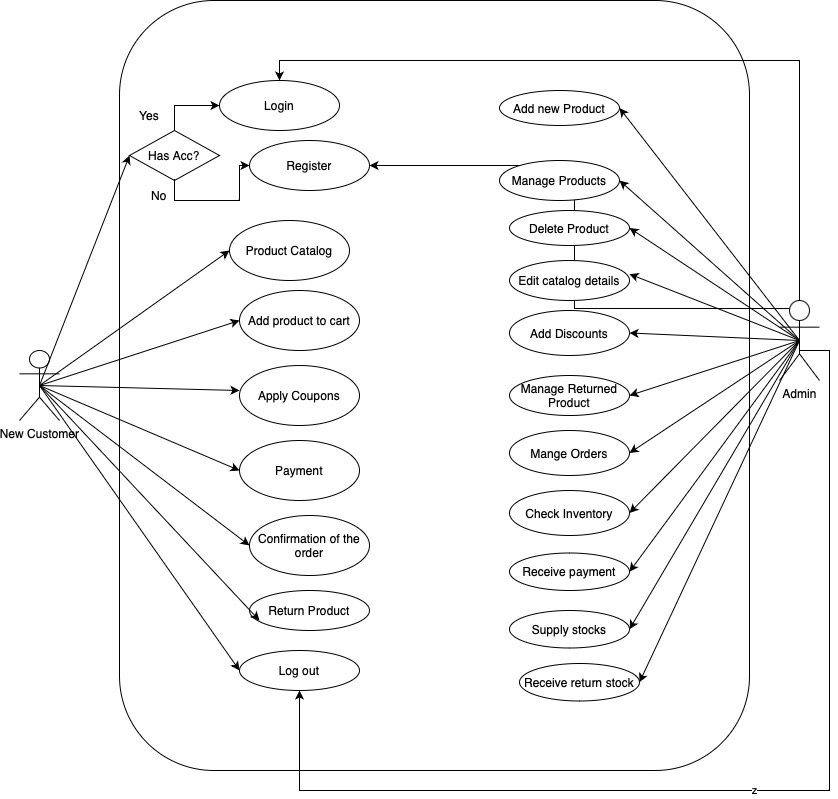 Login
Add new Product
Yes
Has Acc?
Register
Manage Products
No
Delete Product
Product Catalog
Edit catalog details
Add product to cart
Add Discounts
Apply Coupons
Manage Returned
Product
Admin
New Customer
Mange Orders
Payment
Check Inventory
Confirmation of the
order
Receive payment
Return Product
Supply stocks
Log out
Receive return stock
z